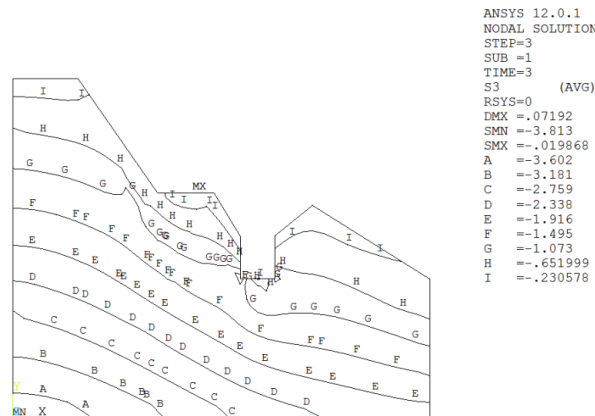 ANSYS 12.0.1
NODAL SOLUTION
STEP=3
SUB =1
TIME=3
S3 (AVG)
RSYS=0
DMX =.07192
SMN =-3.813
SMX =-.019868
A =-3.602
B =-3.181
C =-2.759
D =-2.338
E =-1.916
F =-1.495
G =-1.073
H =-.651999
I =-.230578
I I
MX
I I I I
I I I
H H H H H H H H H
G G G G
F F F F F
E E E E E E E E
D D D D D D D D D D
C C C C C C C C
B B B B B B
A A
Y
MN X